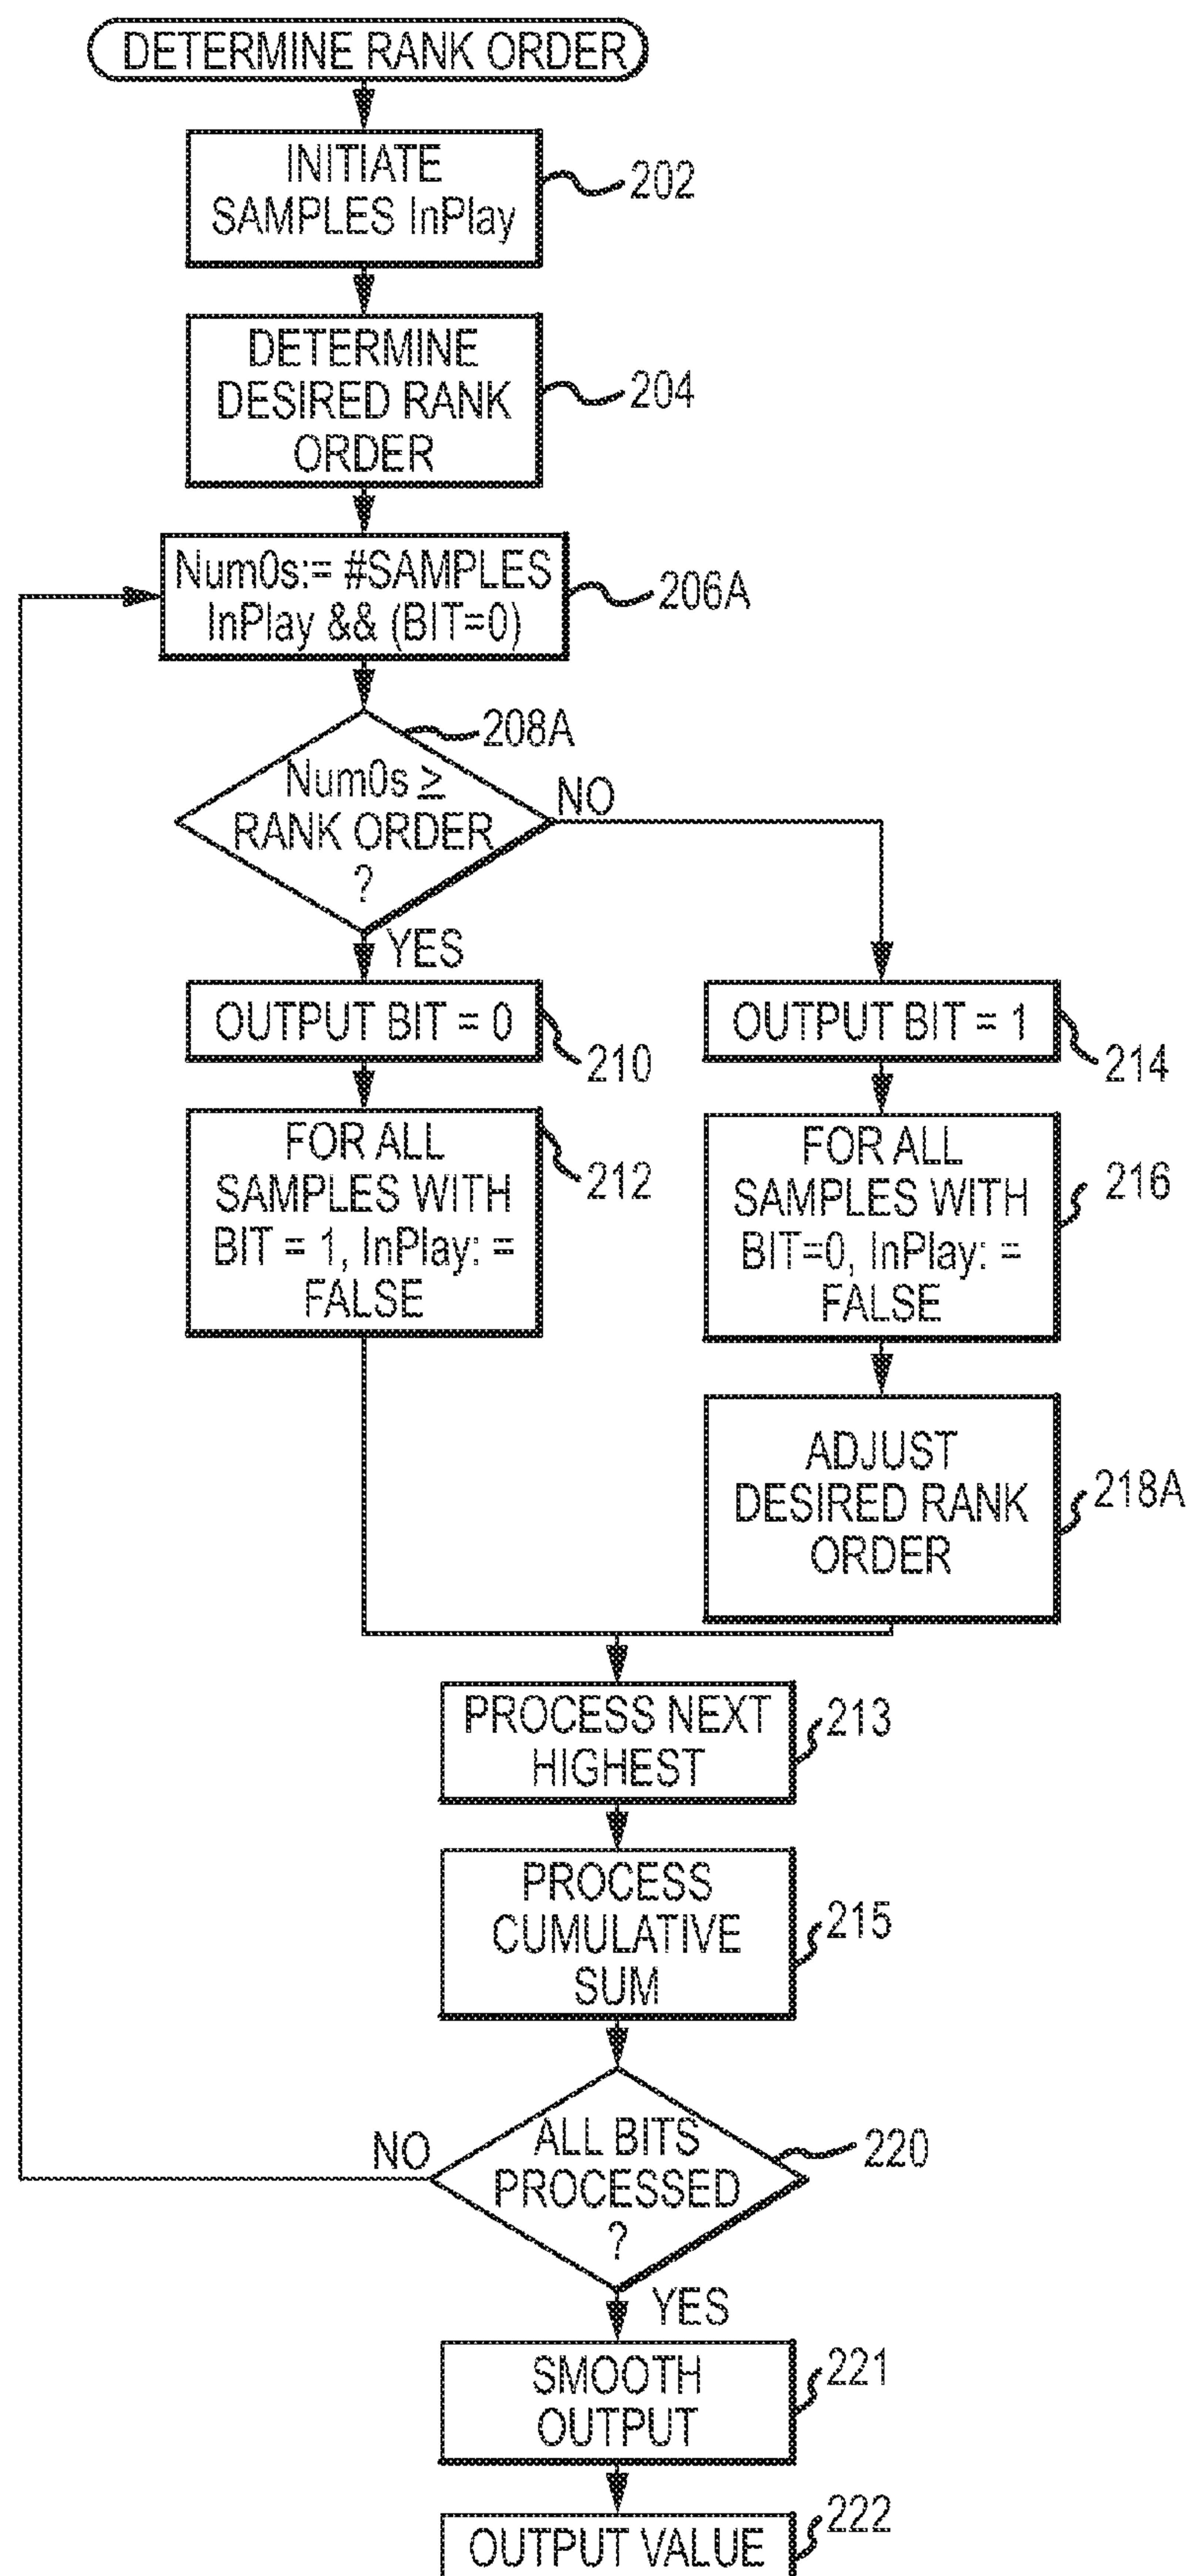 DETERMINE RANK ORDER
INITIATE
SAMPLES InPlay
202
DETERMINE
DESIRED RANK
ORDER
204
Num0s:= #SAMPLES
InPlay && (BIT=0)
206A
208A
Num0s ≥
RANK ORDER
?
NO
YES
OUTPUT BIT = 0
210
OUTPUT BIT = 1
214
FOR ALL
SAMPLES WITH
BIT = 1, InPlay: =
FALSE
212
FOR ALL
SAMPLES WITH
BIT=0, InPlay: =
FALSE
216
ADJUST
DESIRED RANK
ORDER
218A
PROCESS NEXT
HIGHEST
213
PROCESS
CUMULATIVE
SUM
215
ALL BITS
PROCESSED
?
220
NO
YES
SMOOTH
OUTPUT
221
OUTPUT VALUE
222